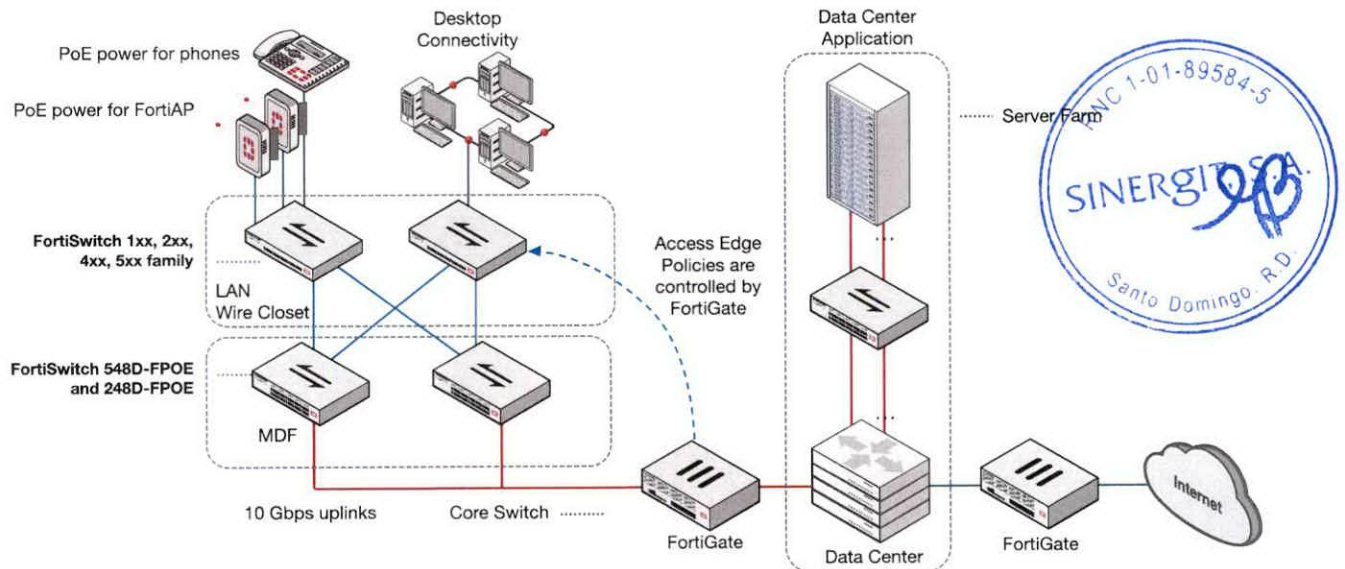 Desktop
Connectivity
Data Center
Application
PoE power for phones
PoE power for FortiAP
Server Farm
RNC 1-01-89584-5
SINERGIT, S.A.
Santo Domingo, R.D.
FortiSwitch 1xx, 2xx,
4xx, 5xx family
LAN
Wire Closet
Access Edge
Policies are
controlled by
FortiGate
FortiSwitch 548D-FPOE
and 248D-FPOE
MDF
10 Gbps uplinks
Core Switch
FortiGate
Data Center
FortiGate
Internet